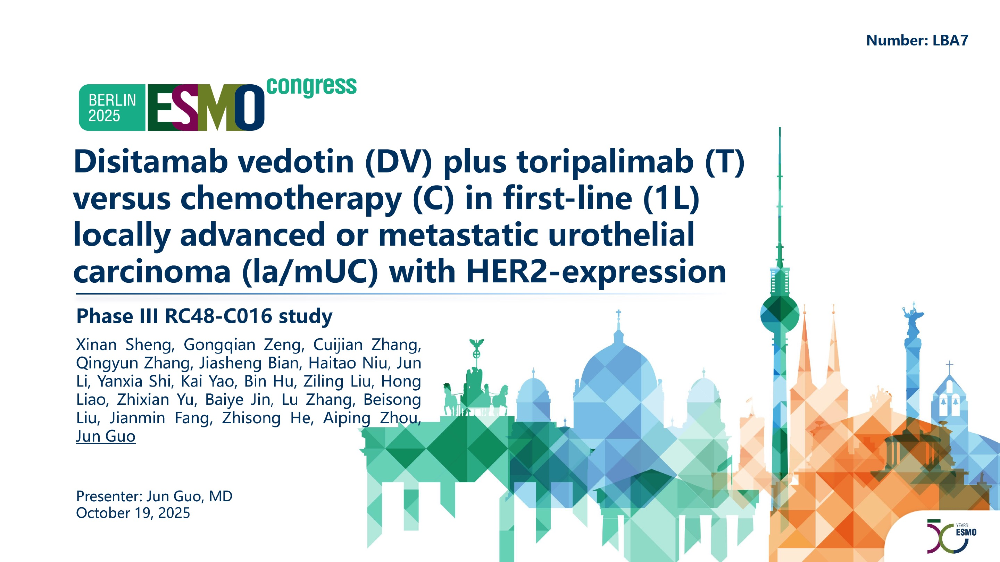 Number: LBA7
BERLIN
2025
ESMO
congress
Disitamab vedotin (DV) plus toripalimab (T)
versus chemotherapy (C) in first-line (1L)
locally advanced or metastatic urothelial
carcinoma (la/mUC) with HER2-expression
Phase III RC48-C016 study
Xinan Sheng, Gongqian Zeng, Cuijian Zhang,
Qingyun Zhang, Jiasheng Bian, Haitao Niu, Jun
Li, Yanxia Shi, Kai Yao, Bin Hu, Ziling Liu, Hong
Liao, Zhixian Yu, Baiye Jin, Lu Zhang, Beisong
Liu, Jianmin Fang, Zhisong He, Aiping Zhou,
Jun Guo
Presenter: Jun Guo, MD
October 19, 2025
50
YEARS
ESMO